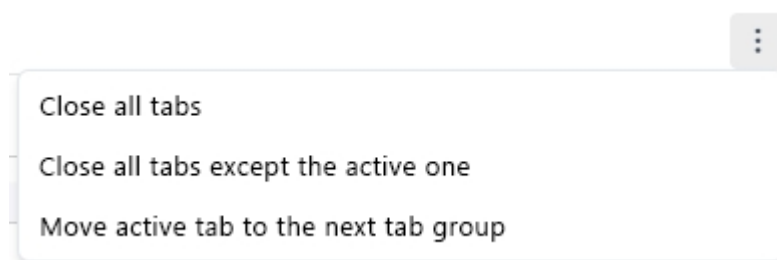 Close all tabs
Close all tabs except the active one
Move active tab to the next tab group